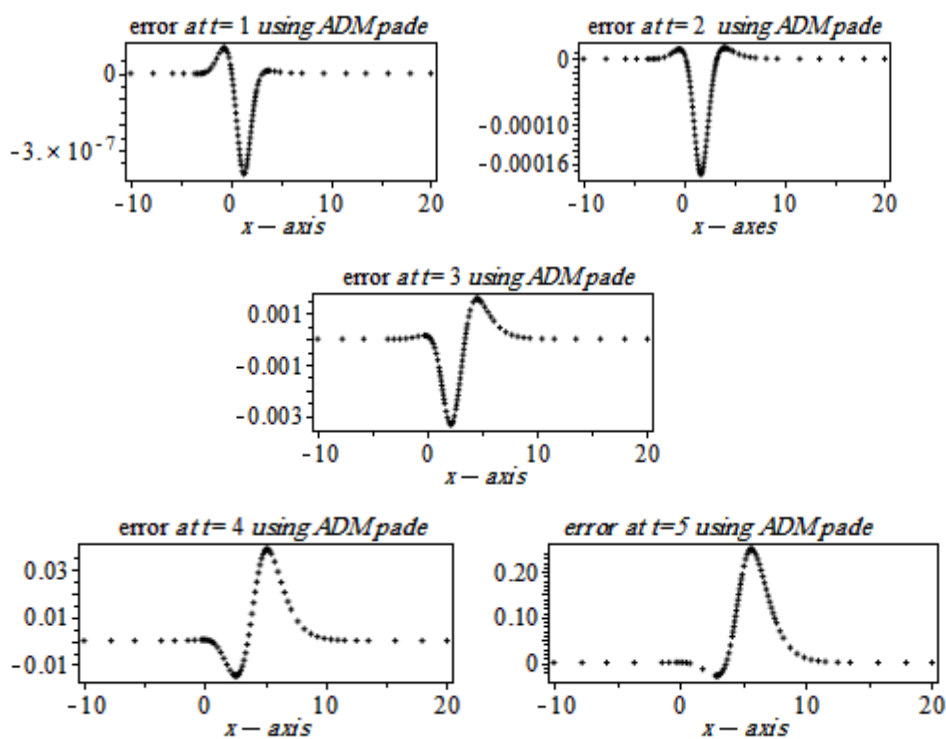 error at t= 1 using ADM pade
0
-3.×10⁻⁷
-10 0 10 20
x – axis
error at t= 2 using ADM pade
0
-0.00010
-0.00016
-10 0 10 20
x – axes
error at t= 3 using ADM pade
0.001
-0.001
-0.003
-10 0 10 20
x – axis
error at t= 4 using ADM pade
0.03
0.01
-0.01
-10 0 10 20
x – axis
error at t=5 using ADM pade
0.20
0.10
0
-10 0 10 20
x – axis